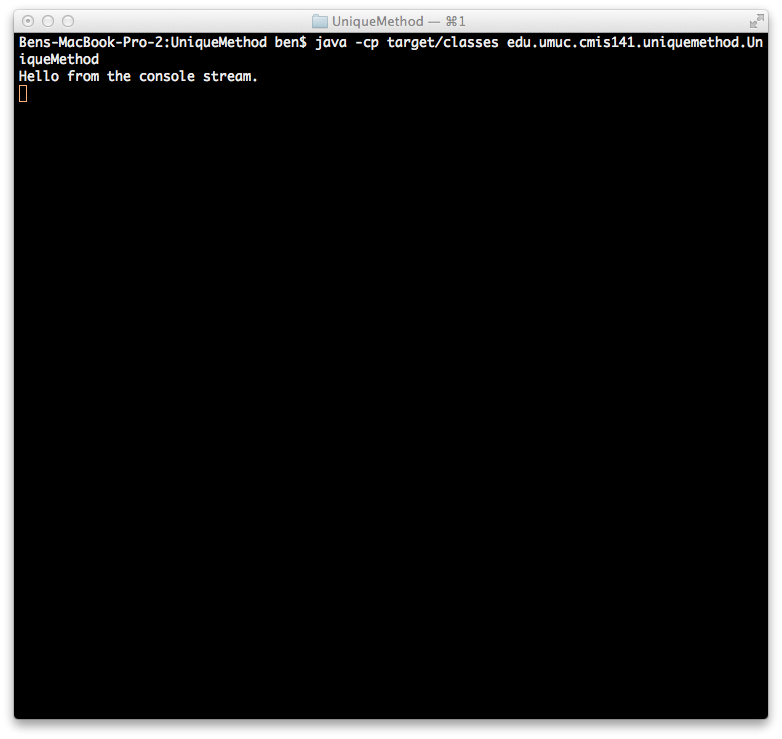 UniqueMethod — ⌘1
Bens-MacBook-Pro-2:UniqueMethod ben$ java -cp target/classes edu.umuc.cmis141.uniquemethod.Un
iqueMethod
Hello from the console stream.